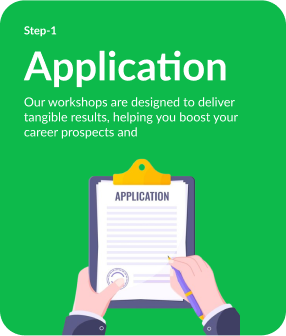 Step-1
Application
Our workshops are designed to deliver
tangible results, helping you boost your
career prospects and
APPLICATION